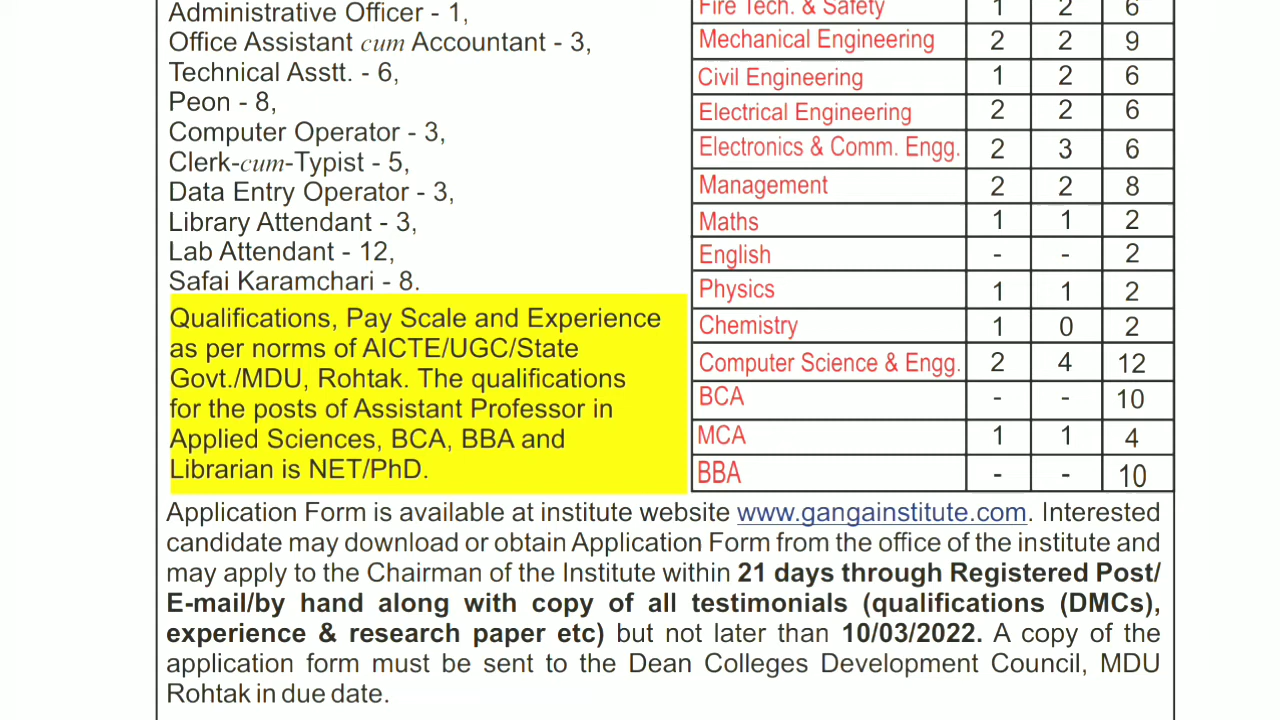 Administrative Officer - 1,
Office Assistant cum Accountant - 3,
Technical Asstt. - 6,
Peon - 8,
Computer Operator - 3,
Clerk-cum-Typist - 5,
Data Entry Operator - 3,
Library Attendant - 3,
Lab Attendant - 12,
Safai Karamchari - 8.
Qualifications, Pay Scale and Experience
as per norms of AICTE/UGC/State
Govt./MDU, Rohtak. The qualifications
for the posts of Assistant Professor in
Applied Sciences, BCA, BBA and
Librarian is NET/PhD.
Fire Tech. & Safety 1 2 6
Mechanical Engineering 2 2 9
Civil Engineering 1 2 6
Electrical Engineering 2 2 6
Electronics & Comm. Engg. 2 3 6
Management 2 2 8
Maths 1 1 2
English - - 2
Physics 1 1 2
Chemistry 1 0 2
Computer Science & Engg. 2 4 12
BCA - - 10
MCA 1 1 4
BBA - - 10
Application Form is available at institute website www.gangainstitute.com. Interested
candidate may download or obtain Application Form from the office of the institute and
may apply to the Chairman of the Institute within 21 days through Registered Post/
E-mail/by hand along with copy of all testimonials (qualifications (DMCs),
experience & research paper etc) but not later than 10/03/2022. A copy of the
application form must be sent to the Dean Colleges Development Council, MDU
Rohtak in due date.